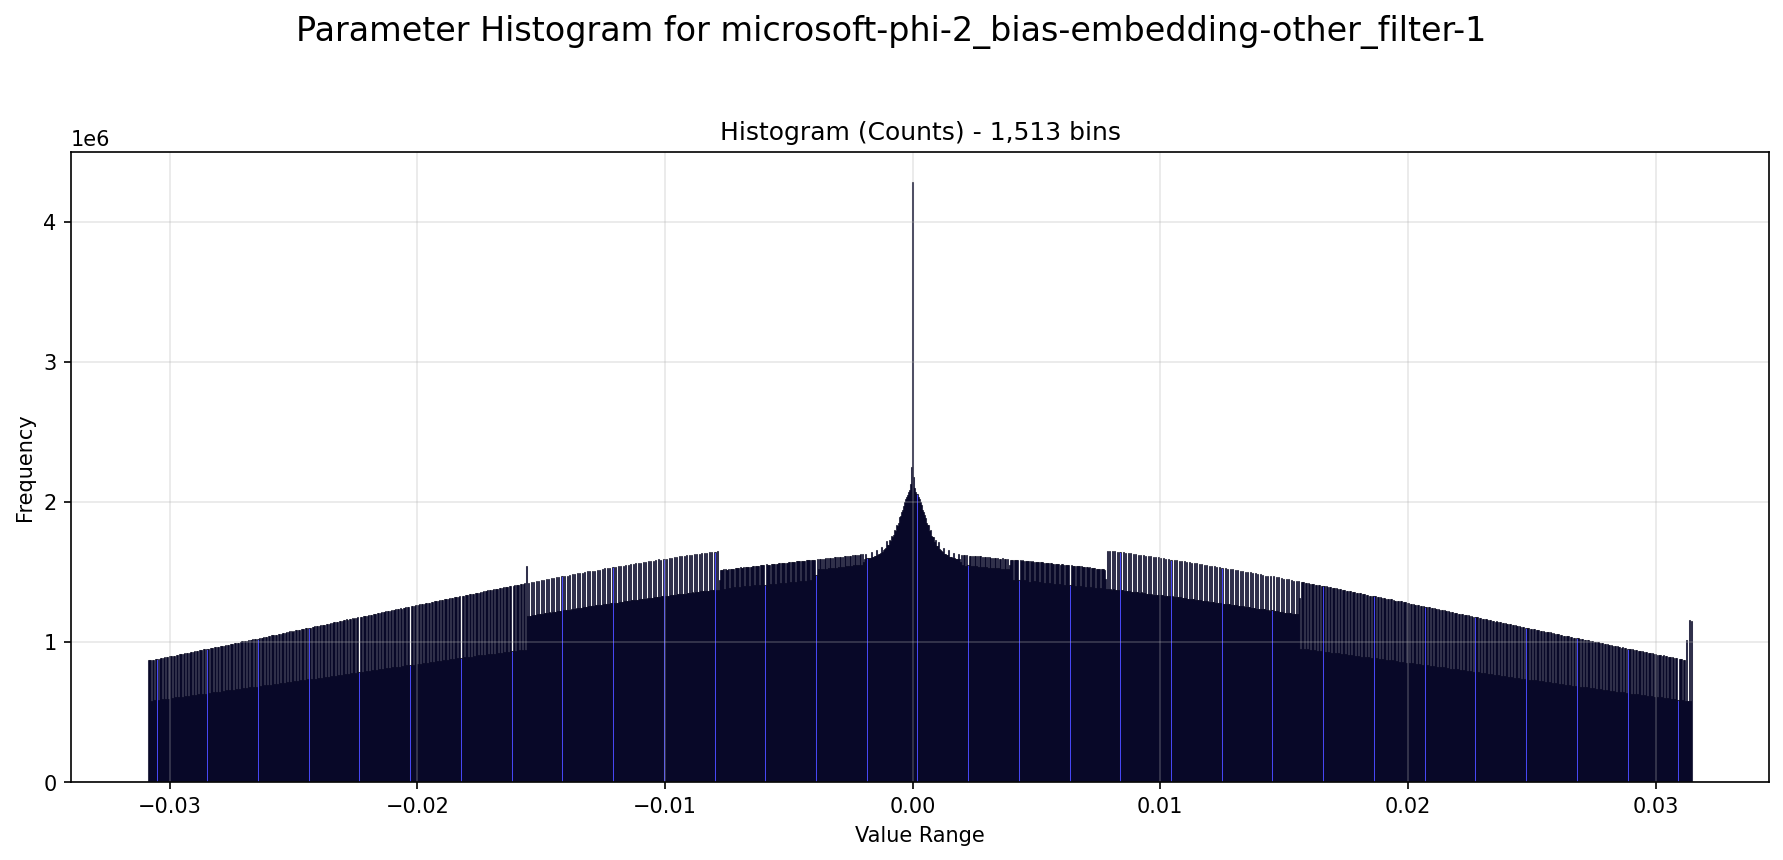 Parameter Histogram for microsoft-phi-2_bias-embedding-other_filter-1
Histogram (Counts) - 1,513 bins
1e6
4
3
2
1
0
Frequency
−0.03 −0.02 −0.01 0.00 0.01 0.02 0.03
Value Range